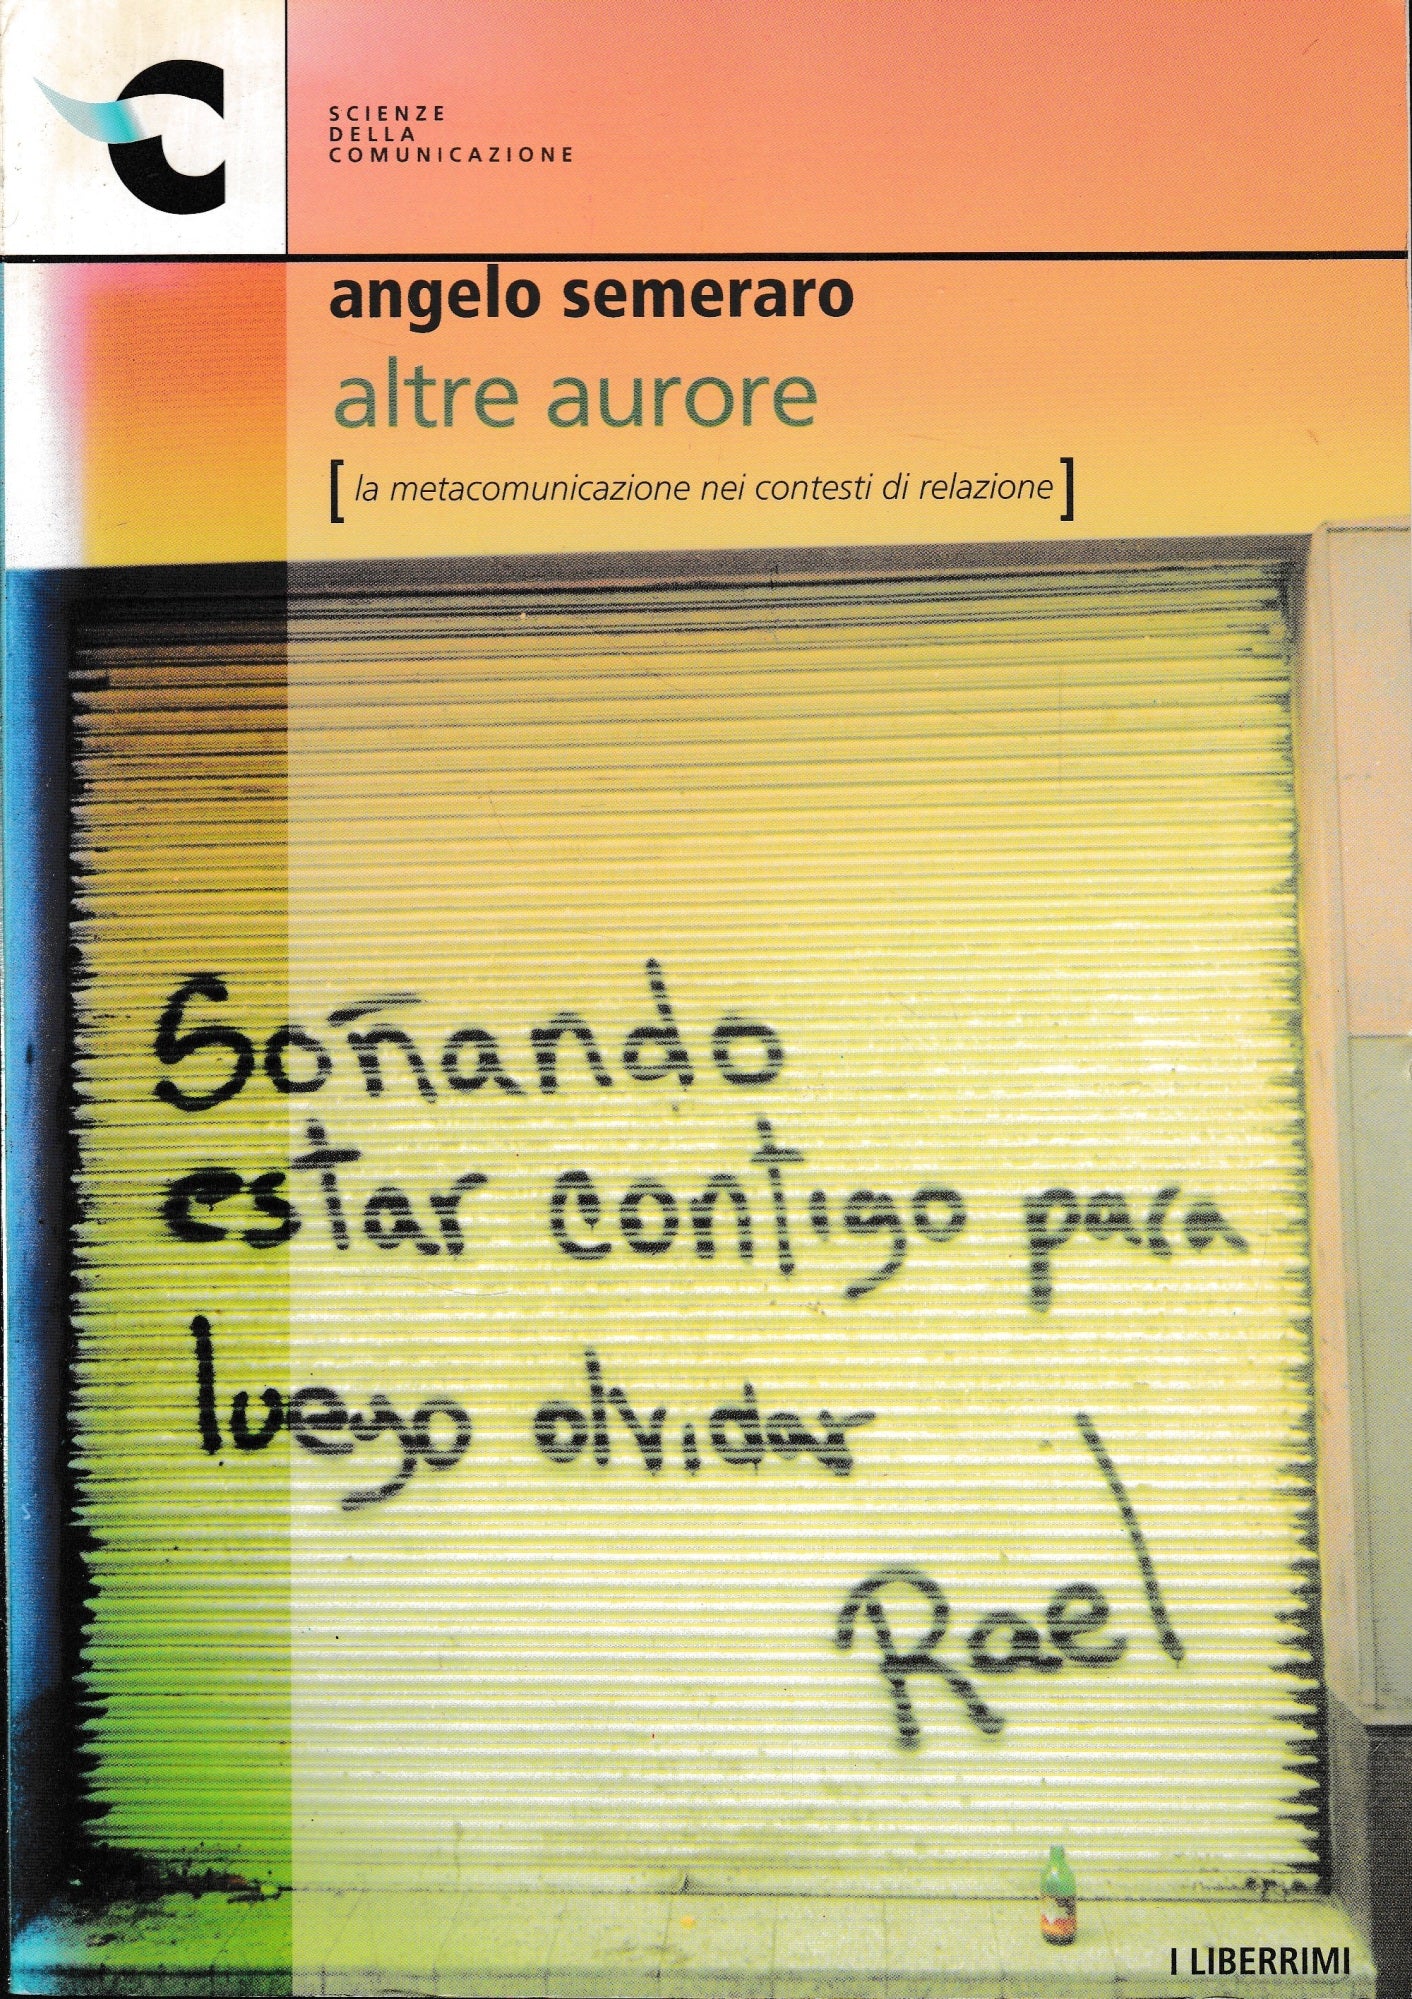 SCIENZE
DELLA
COMUNICAZIONE
angelo semeraro
altre aurore
[ la metacomunicazione nei contesti di relazione ]
Soñando
estar contigo para
luego olvidar
Rael
I LIBERRIMI